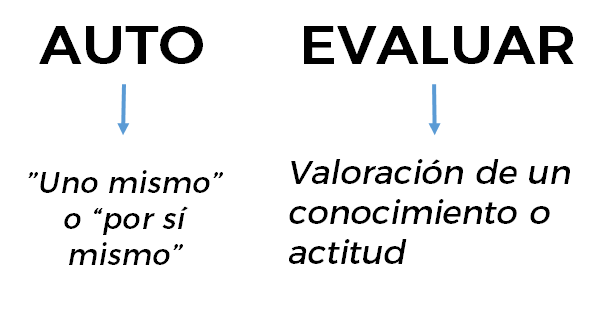 AUTO
”Uno mismo”
o “por sí
mismo”
EVALUAR
Valoración de un
conocimiento o
actitud